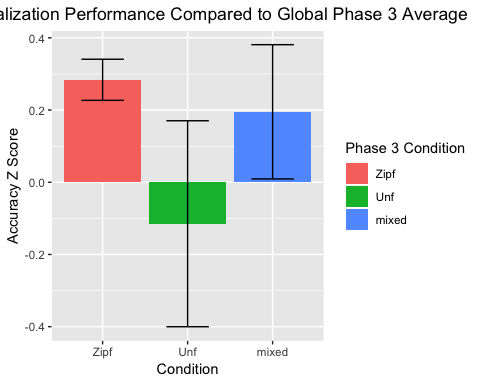 alization Performance Compared to Global Phase 3 Average
0.4
0.2
0.0
-0.2
-0.4
Accuracy Z Score
Zipf
Unf
mixed
Condition
Phase 3 Condition
Zipf
Unf
mixed